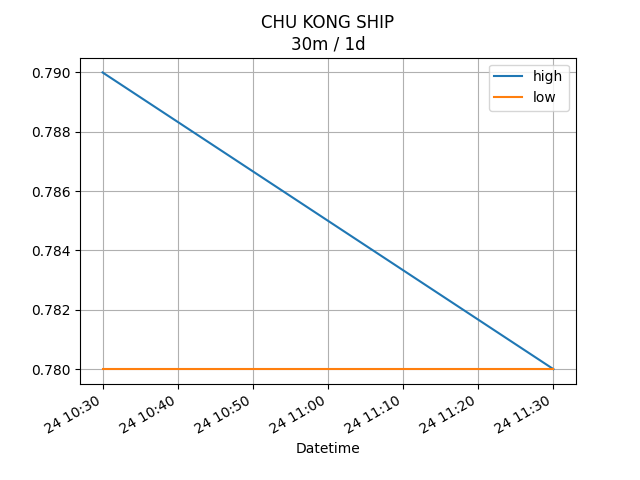 CHU KONG SHIP
30m / 1d
high
low
0.790
0.788
0.786
0.784
0.782
0.780
24 10:30
24 10:40
24 10:50
24 11:00
24 11:10
24 11:20
24 11:30
Datetime